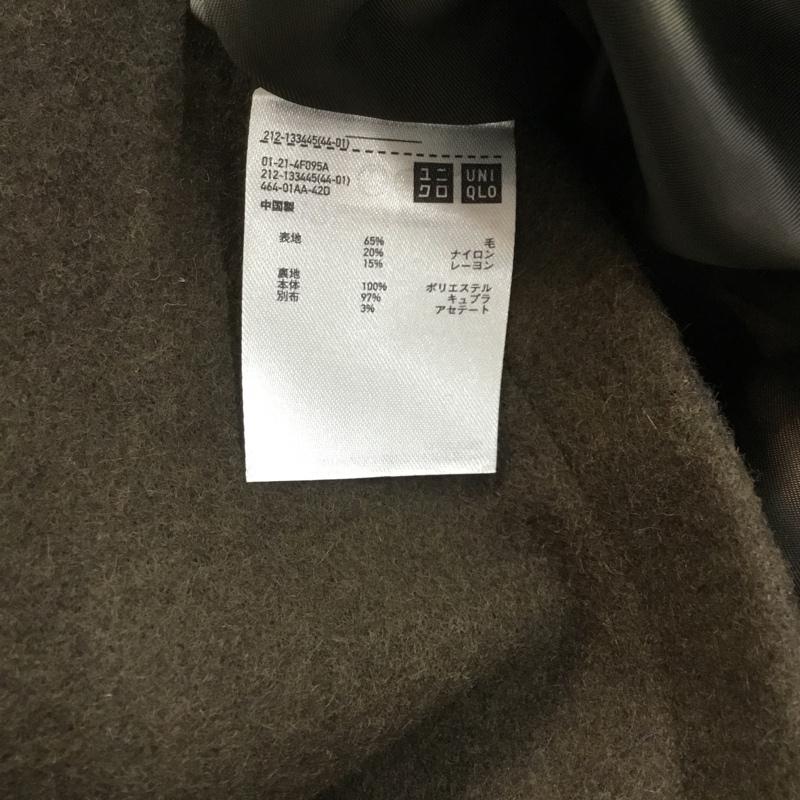 212-133445(44-01)
01-21-4F095A
212-133445(44-01)
464-01AA-42D
ユニ
クロ
UNI
QLO
中国製
表地 65% 毛
20% ナイロン
15% レーヨン
裏地
本体 100% ポリエステル
別布 97% キュプラ
3% アセテート